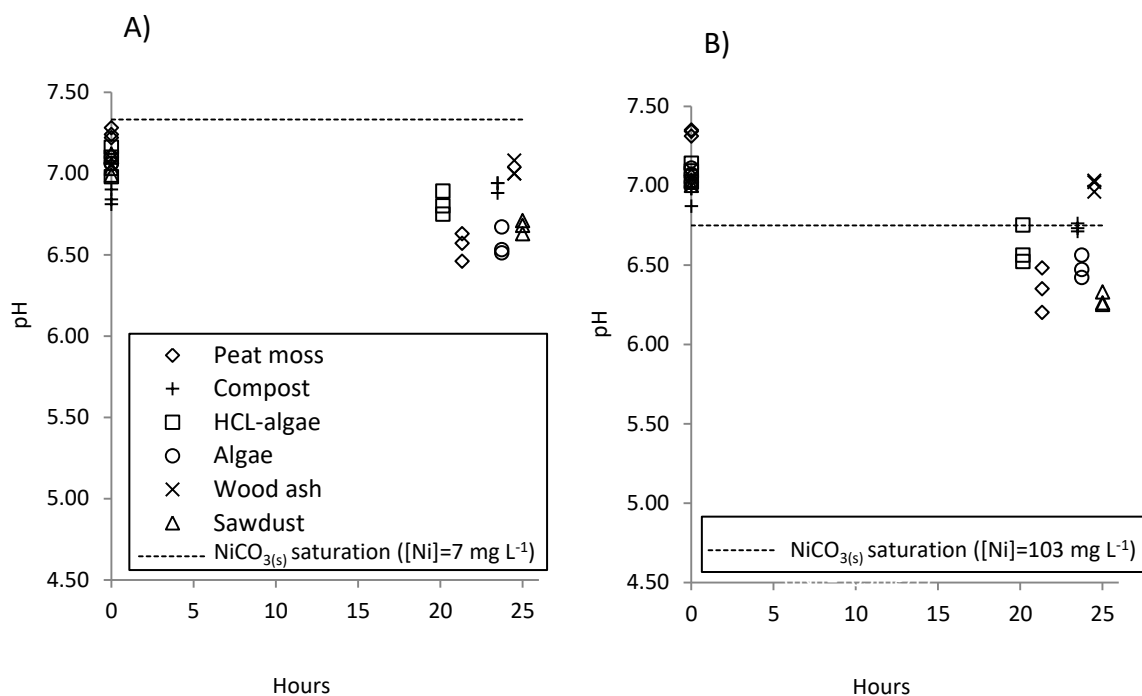 A)
7.50
7.00
6.50
6.00
5.50
5.00
4.50
pH
0 5 10 15 20 25
Hours
Peat moss
Compost
HCL-algae
Algae
Wood ash
Sawdust
NiCO3(s) saturation ([Ni]=7 mg L-1)
B)
7.50
7.00
6.50
6.00
5.50
5.00
4.50
pH
0 5 10 15 20 25
Hours
NiCO3(s) saturation ([Ni]=103 mg L-1)